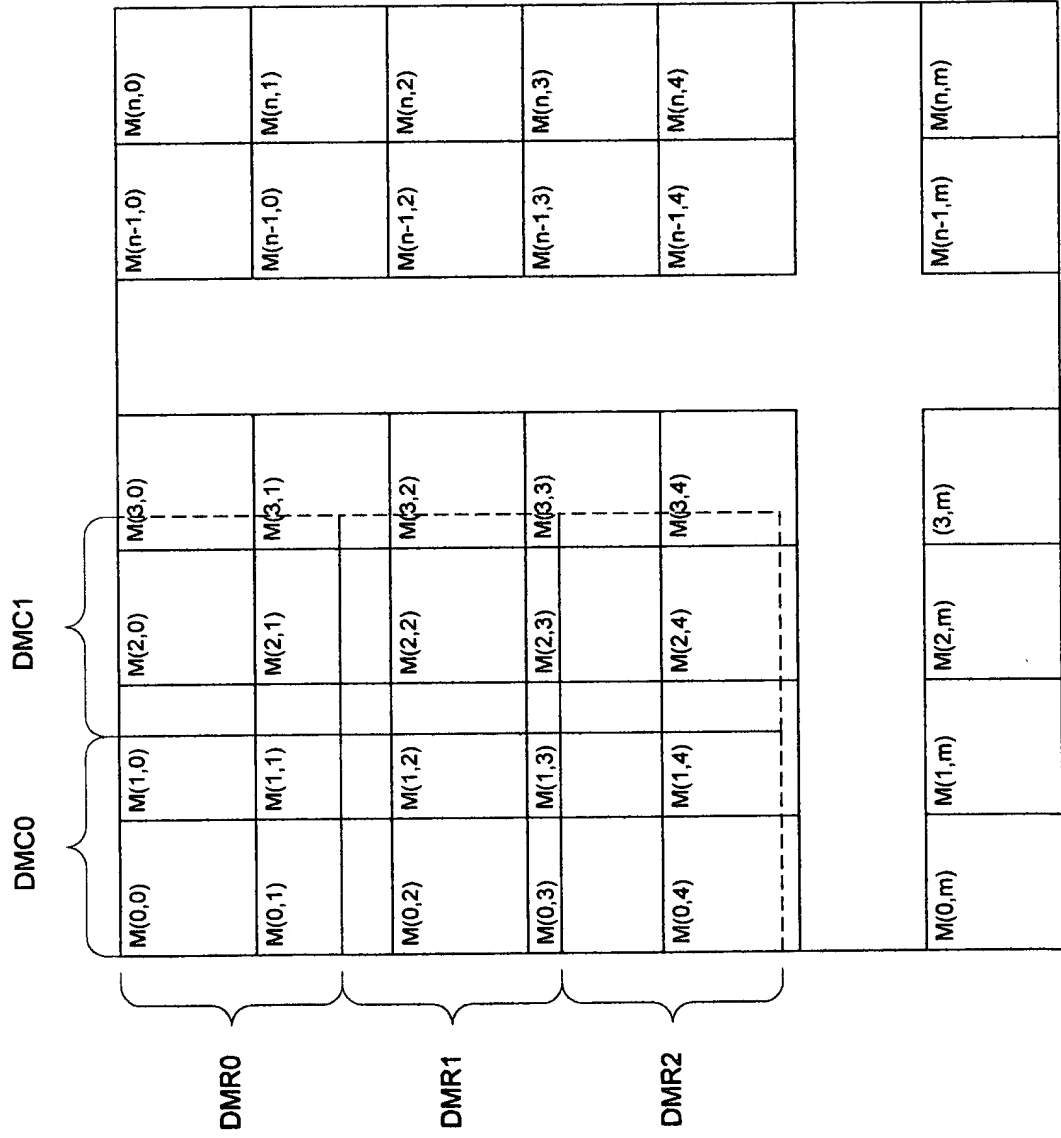 DMC0 DMC1
DMR0
M(0,0) M(1,0) M(2,0) M(3,0) M(n-1,0) M(n,0)
M(0,1) M(1,1) M(2,1) M(3,1) M(n-1,0) M(n,1)
DMR1
M(0,2) M(1,2) M(2,2) M(3,2) M(n-1,2) M(n,2)
M(0,3) M(1,3) M(2,3) M(3,3) M(n-1,3) M(n,3)
DMR2
M(0,4) M(1,4) M(2,4) M(3,4) M(n-1,4) M(n,4)
M(0,m) M(1,m) M(2,m) (3,m) M(n-1,m) M(n,m)